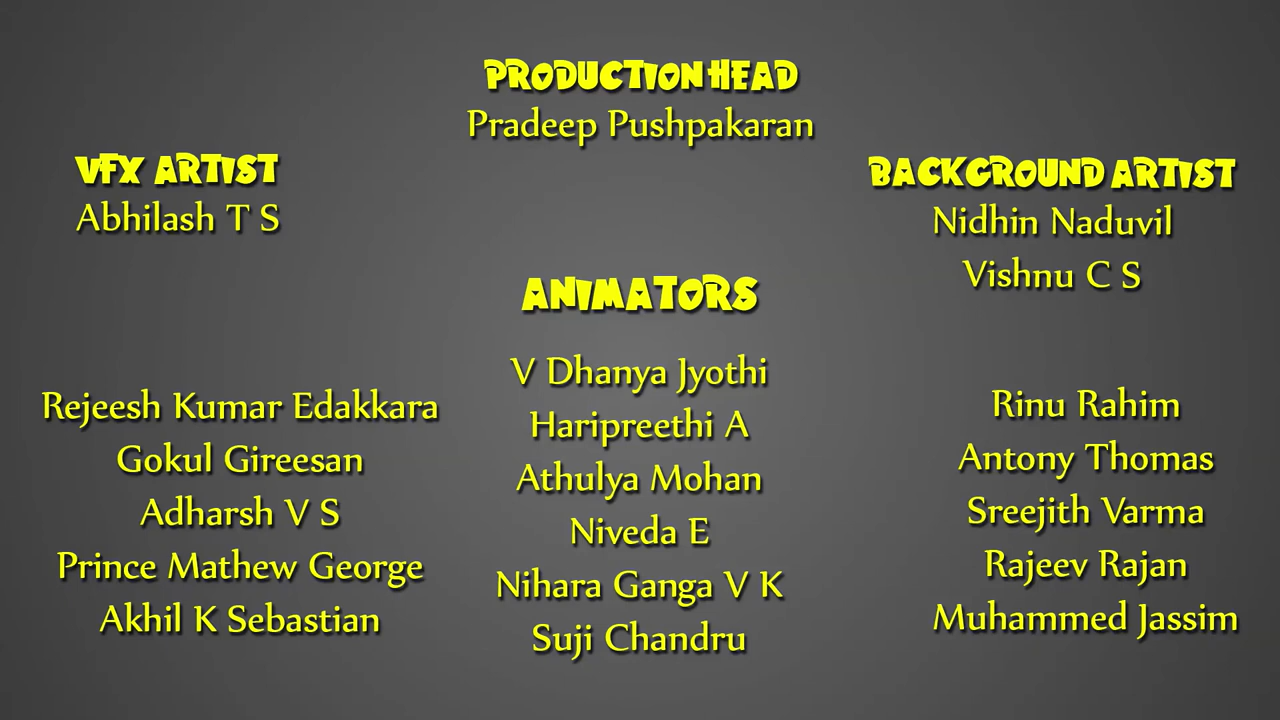 PRODUCTION HEAD
Pradeep Pushpakaran
VFX ARTIST
Abhilash T S
BACKGROUND ARTIST
Nidhin Naduvil
Vishnu C S
ANIMATORS
Rejeesh Kumar Edakkara
Gokul Gireesan
Adharsh V S
Prince Mathew George
Akhil K Sebastian
V Dhanya Jyothi
Haripreethi A
Athulya Mohan
Niveda E
Nihara Ganga V K
Suji Chandru
Rinu Rahim
Antony Thomas
Sreejith Varma
Rajeev Rajan
Muhammed Jassim